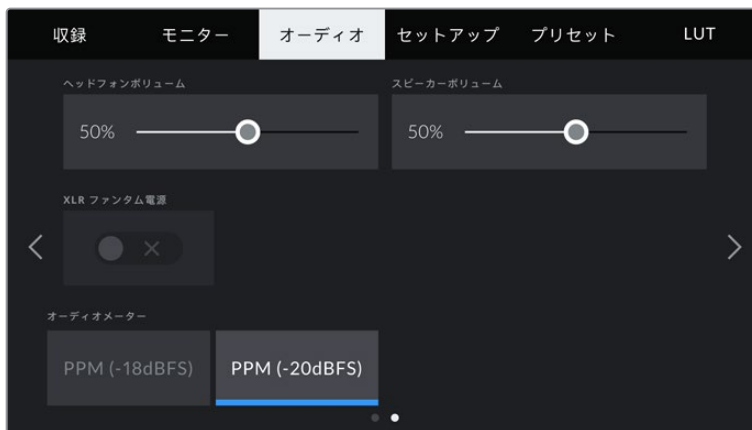 収録 モニター オーディオ セットアップ プリセット LUT
ヘッドフォンボリューム スピーカーボリューム
50% 50%
XLR ファンタム電源
オーディオメーター
PPM (-18dBFS) PPM (-20dBFS)